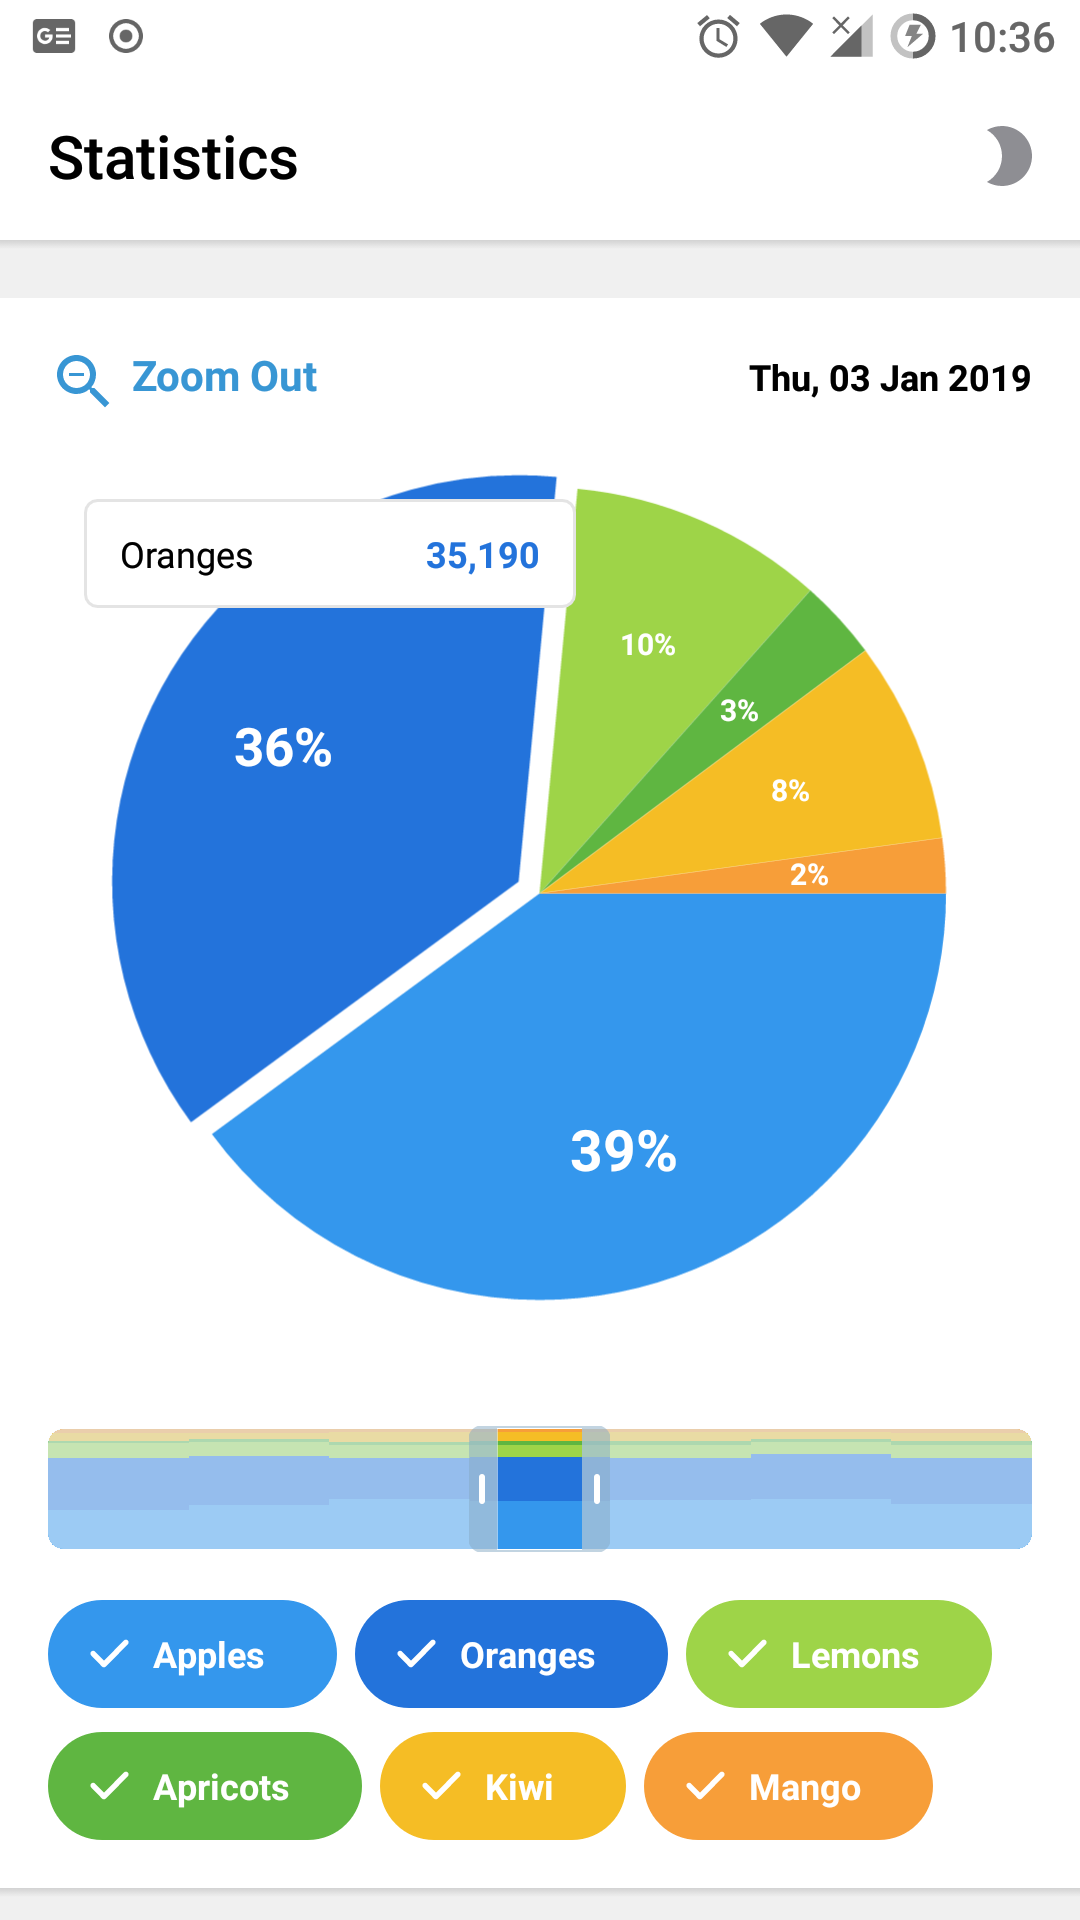 GE 10:36
Statistics
Zoom Out Thu, 03 Jan 2019
Oranges 35,190
10%
3%
36%
8%
2%
39%
Apples Oranges Lemons
Apricots Kiwi Mango